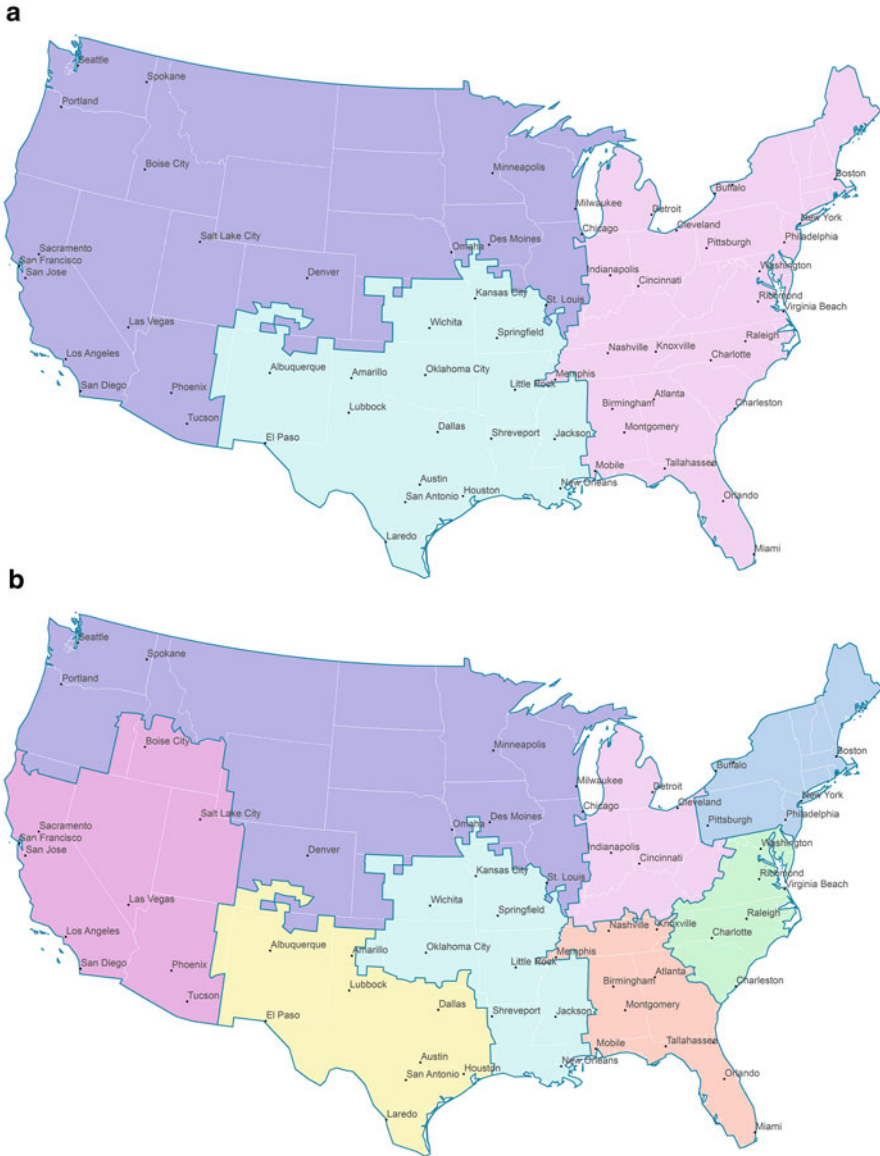 a
Seattle
Spokane
Portland
Boise City
Minneapolis
Milwaukee
Chicago
Detroit
Buffalo
Boston
Cleveland
New York
Pittsburgh
Philadelphia
Salt Lake City
Sacramento
San Francisco
San Jose
Omaha
Des Moines
Denver
Indianapolis
Cincinnati
Washington
Kansas City
St. Louis
Richmond
Virginia Beach
Las Vegas
Wichita
Springfield
Raleigh
Nashville
Knoxville
Charlotte
Los Angeles
Albuquerque
Amarillo
Oklahoma City
Memphis
Little Rock
San Diego
Phoenix
Atlanta
Birmingham
Charleston
Tucson
Lubbock
Dallas
Shreveport
Jackson
Montgomery
El Paso
Mobile
Tallahassee
Austin
San Antonio
Houston
New Orleans
Orlando
Laredo
Miami
b
Seattle
Spokane
Portland
Boise City
Minneapolis
Milwaukee
Chicago
Detroit
Buffalo
Boston
Cleveland
New York
Pittsburgh
Philadelphia
Salt Lake City
Sacramento
San Francisco
San Jose
Omaha
Des Moines
Denver
Indianapolis
Cincinnati
Washington
Kansas City
St. Louis
Richmond
Virginia Beach
Las Vegas
Wichita
Springfield
Raleigh
Nashville
Knoxville
Charlotte
Los Angeles
Albuquerque
Amarillo
Oklahoma City
Memphis
Little Rock
San Diego
Phoenix
Atlanta
Birmingham
Charleston
Tucson
Lubbock
Dallas
Shreveport
Jackson
Montgomery
El Paso
Mobile
Tallahassee
Austin
San Antonio
Houston
New Orleans
Orlando
Laredo
Miami